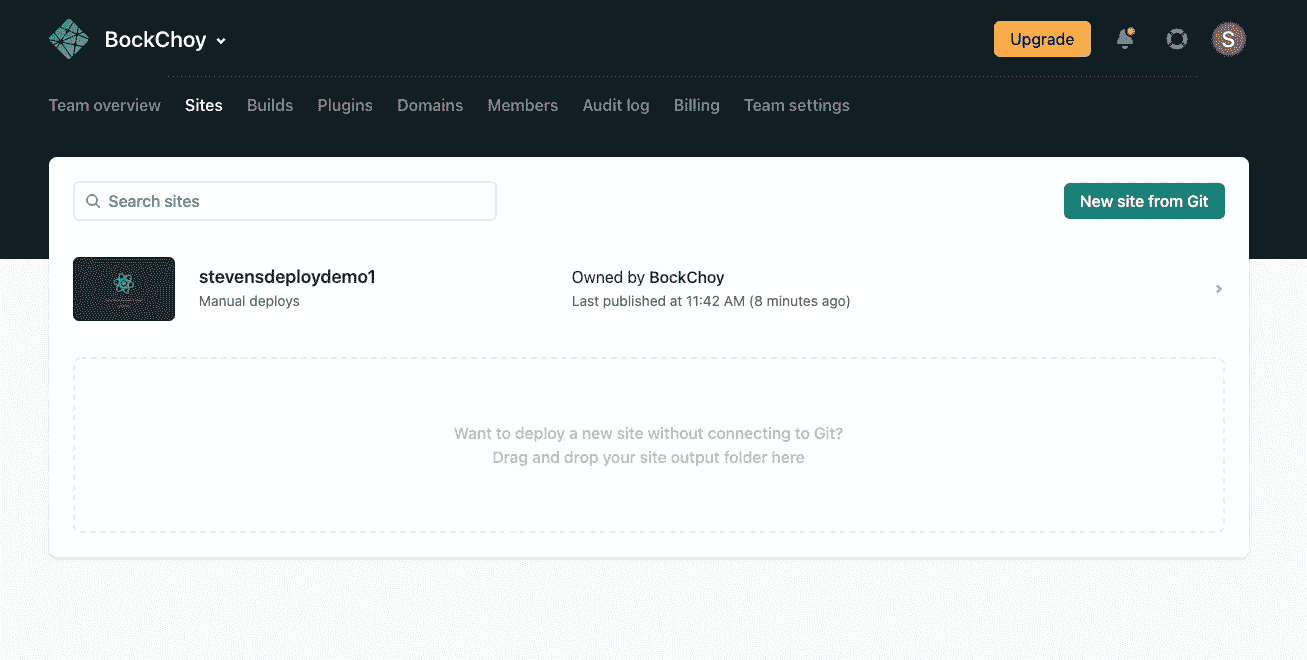 BockChoy
Upgrade
S
Team overview Sites Builds Plugins Domains Members Audit log Billing Team settings
Search sites
New site from Git
stevensdeploydemo1
Owned by BockChoy
Manual deploys
Last published at 11:42 AM (8 minutes ago)
Want to deploy a new site without connecting to Git?
Drag and drop your site output folder here